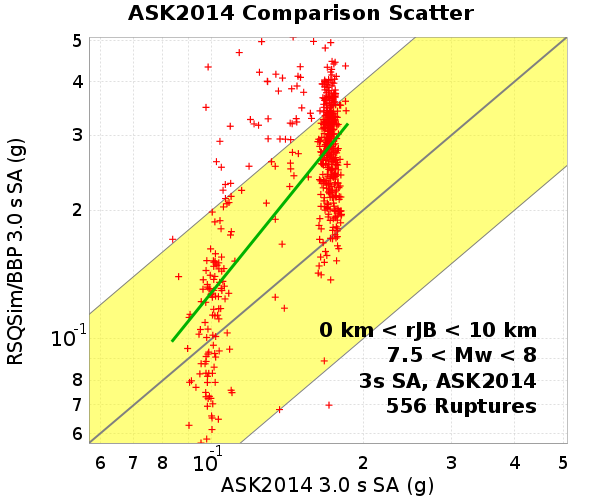 ASK2014 Comparison Scatter
RSQSim/BBP 3.0 s SA (g)
5
4
3
2
10-1
8
7
6
0 km < rJB < 10 km
7.5 < Mw < 8
3s SA, ASK2014
556 Ruptures
6 7 8 10-1 2 3 4 5
ASK2014 3.0 s SA (g)